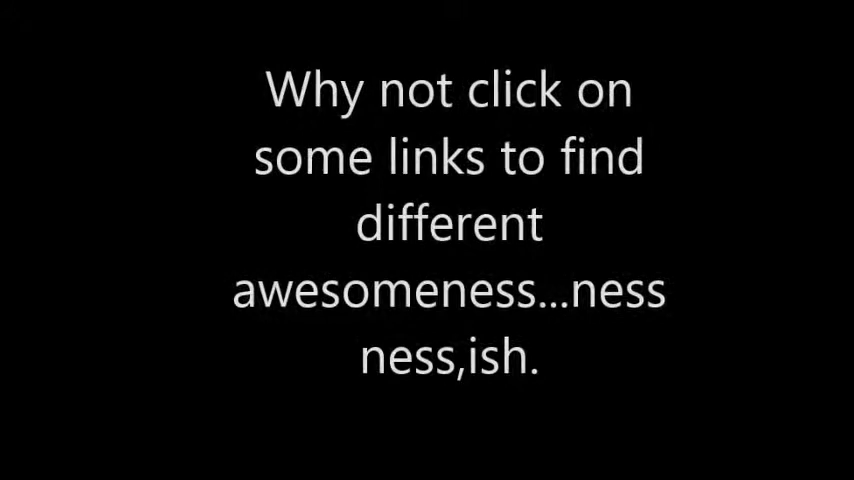 Why not click on
some links to find
different
awesomeness...ness
ness,ish.